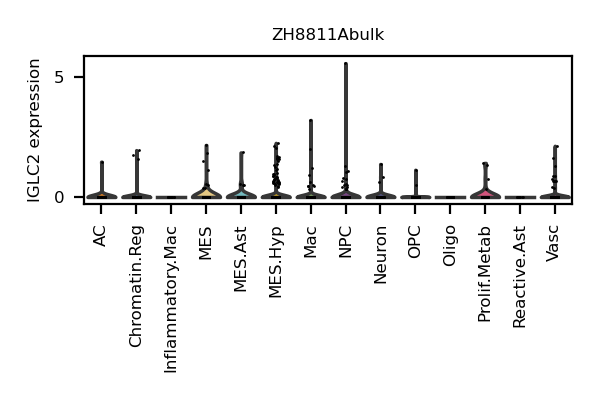 ZH8811Abulk
IGLC2 expression
5
0
AC
Chromatin.Reg
Inflammatory.Mac
MES
MES.Ast
MES.Hyp
Mac
NPC
Neuron
OPC
Oligo
Prolif.Metab
Reactive.Ast
Vasc